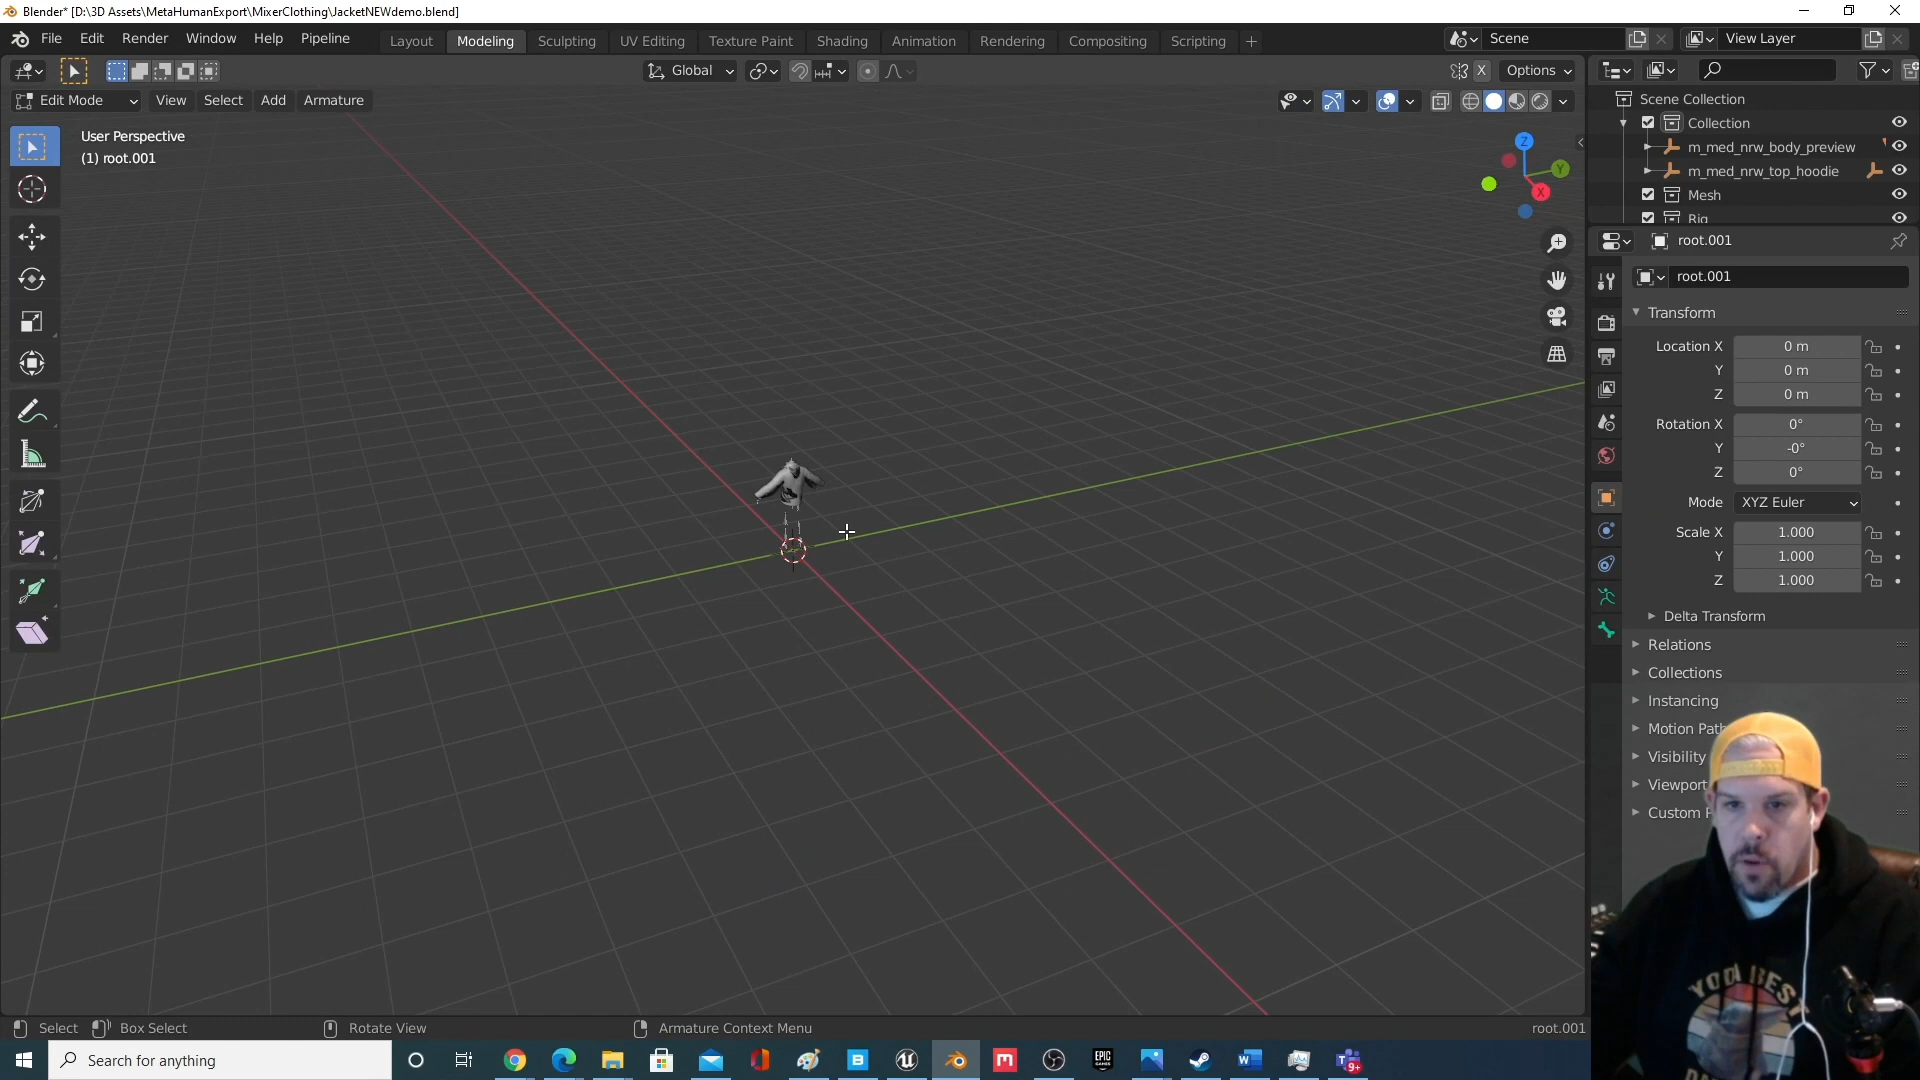 Blender* [D:\3D Assets\MetaHumanExport\MixerClothing\JacketNEWdemo.blend]
File Edit Render Window Help Pipeline Layout Modeling Sculpting UV Editing Texture Paint Shading Animation Rendering Compositing Scripting + Scene View Layer
Global X Options
Edit Mode View Select Add Armature
Scene Collection
Collection
User Perspective
m_med_nrw_body_preview
(1) root.001
m_med_nrw_top_hoodie
Mesh
Rig
Z
Y
X
root.001
root.001
Transform
Location X 0 m
Y 0 m
Z 0 m
Rotation X 0°
Y -0°
Z 0°
Mode XYZ Euler
Scale X 1.000
Y 1.000
Z 1.000
Delta Transform
Relations
Collections
Instancing
Motion Path
Visibility
Viewport
Custom P
YODA BEST
Select Box Select Rotate View Armature Context Menu root.001
Search for anything
9+